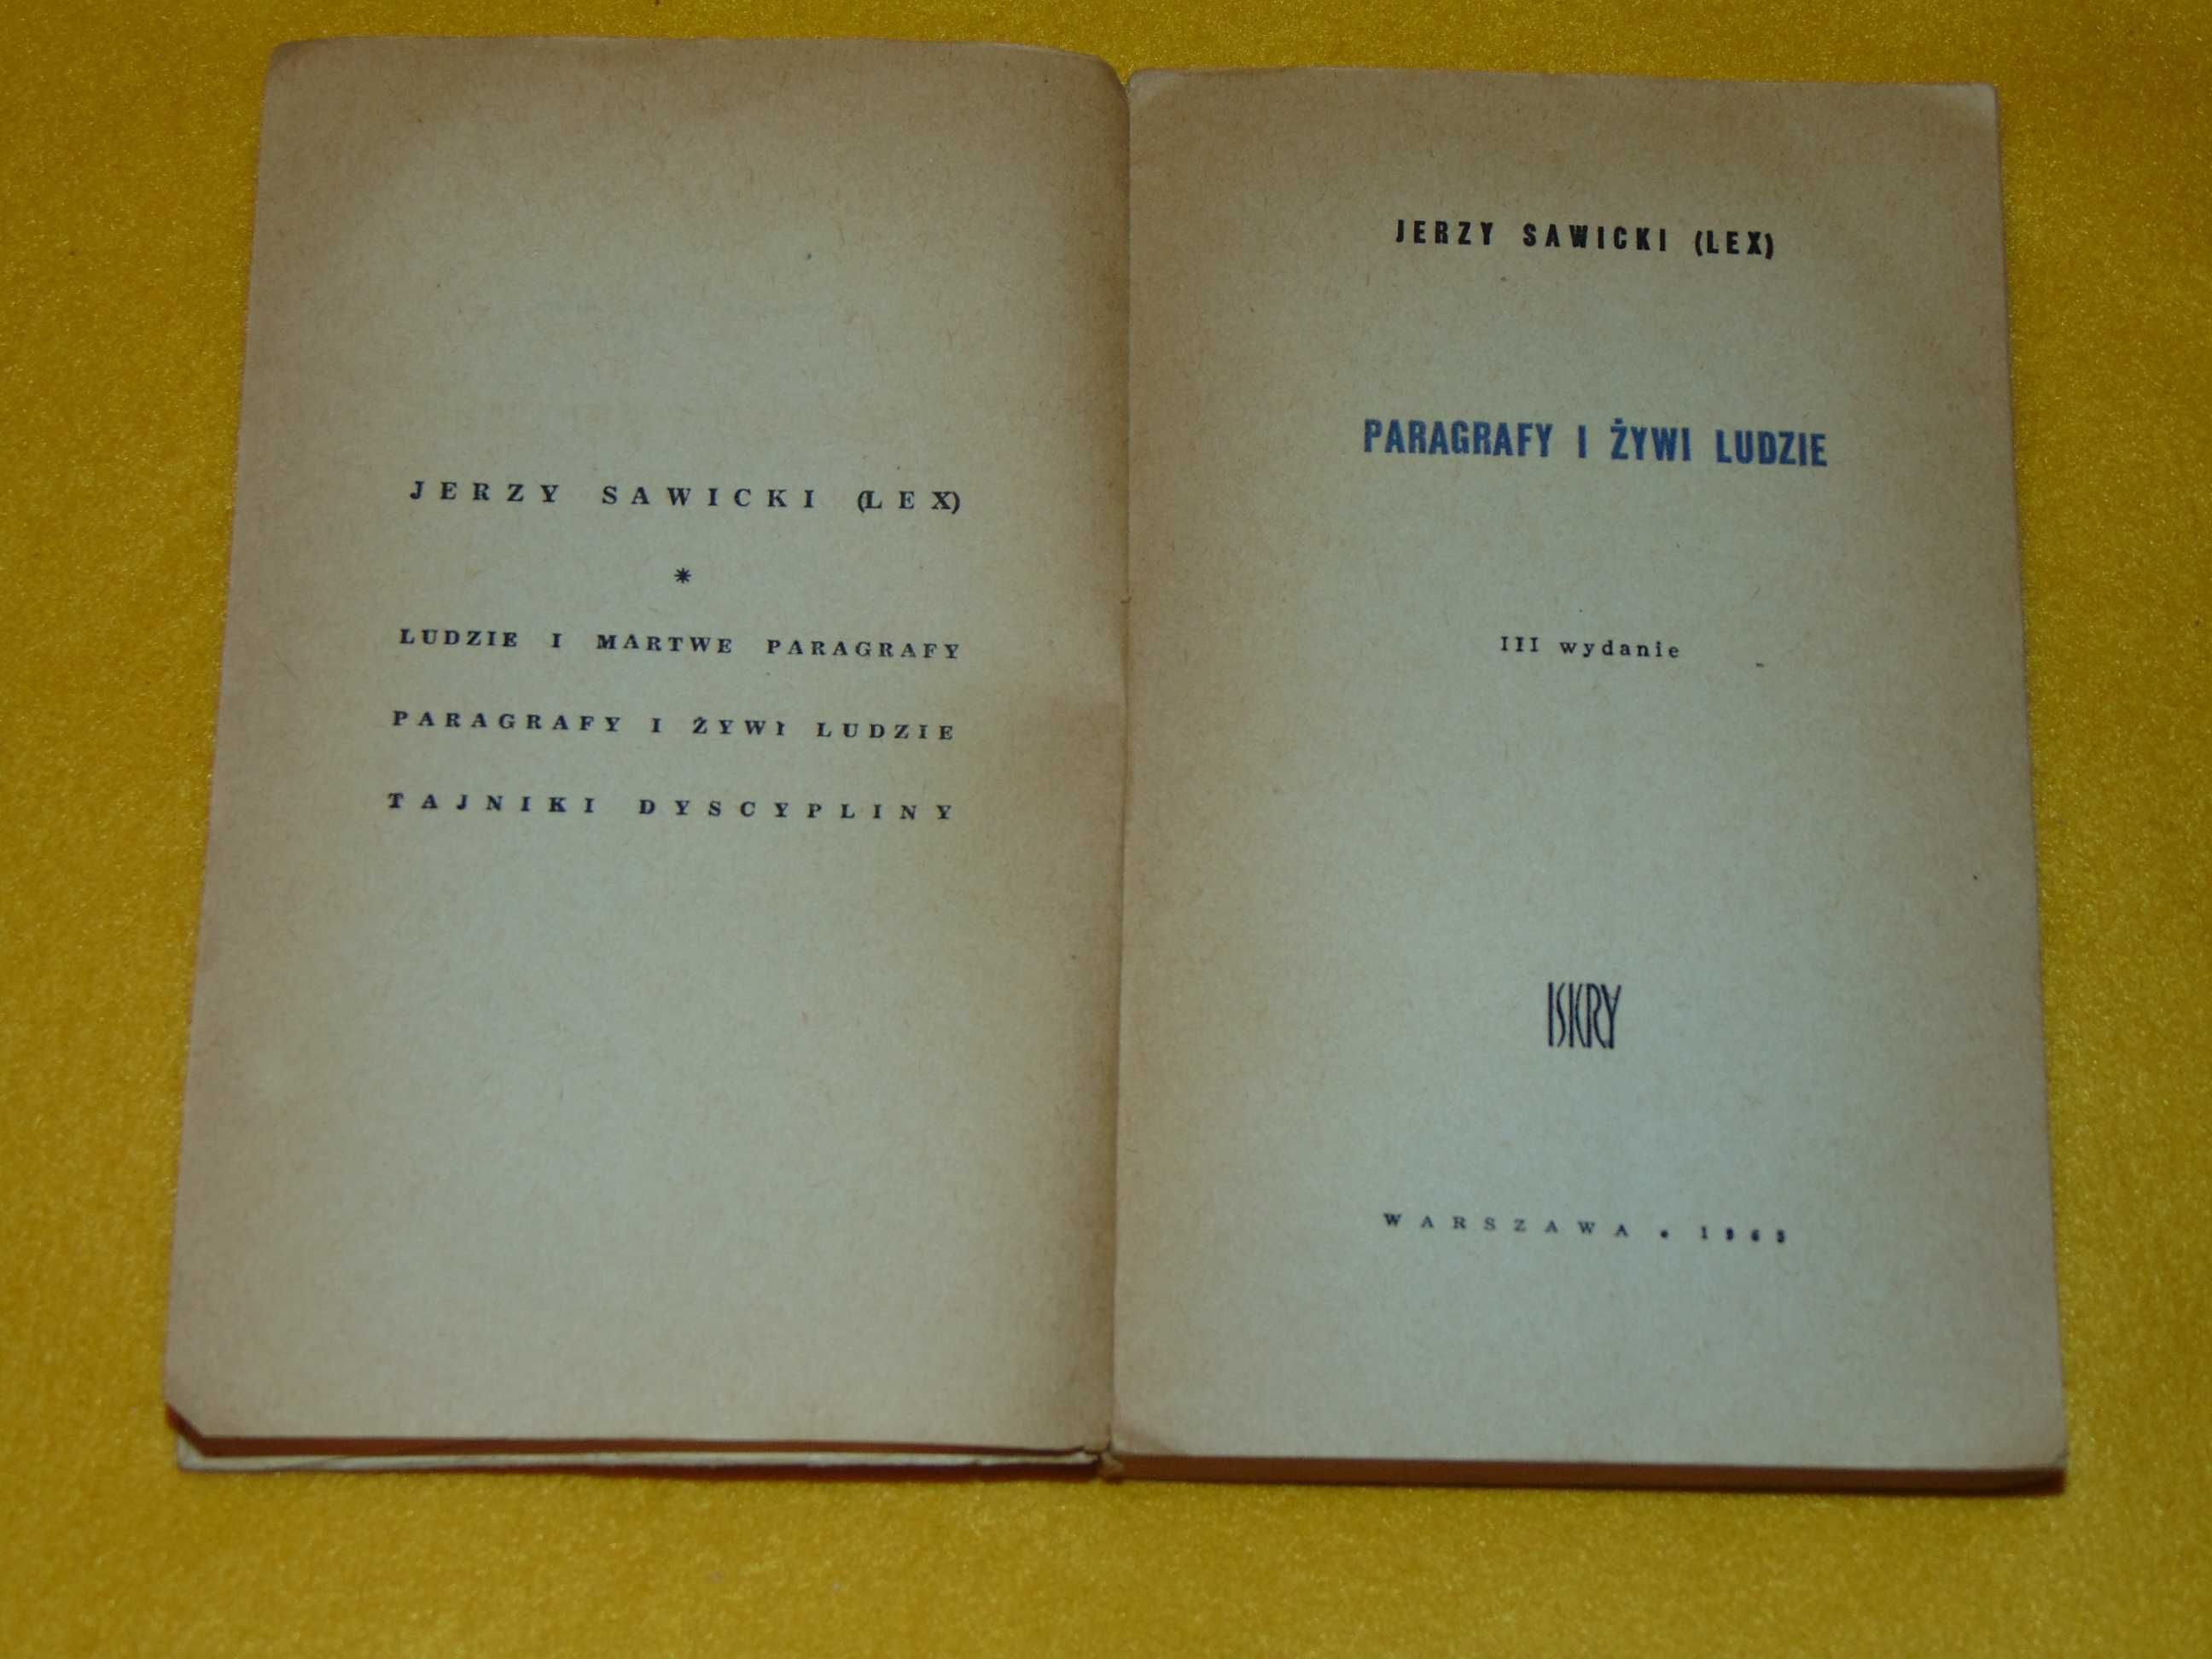 JERZY SAWICKI (LEX)
*
LUDZIE I MARTWE PARAGRAFY
PARAGRAFY I ŻYWI LUDZIE
TAJNIKI DYSCYPLINY
JERZY SAWICKI (LEX)
PARAGRAFY I ŻYWI LUDZIE
III wydanie
ISKRY
WARSZAWA •